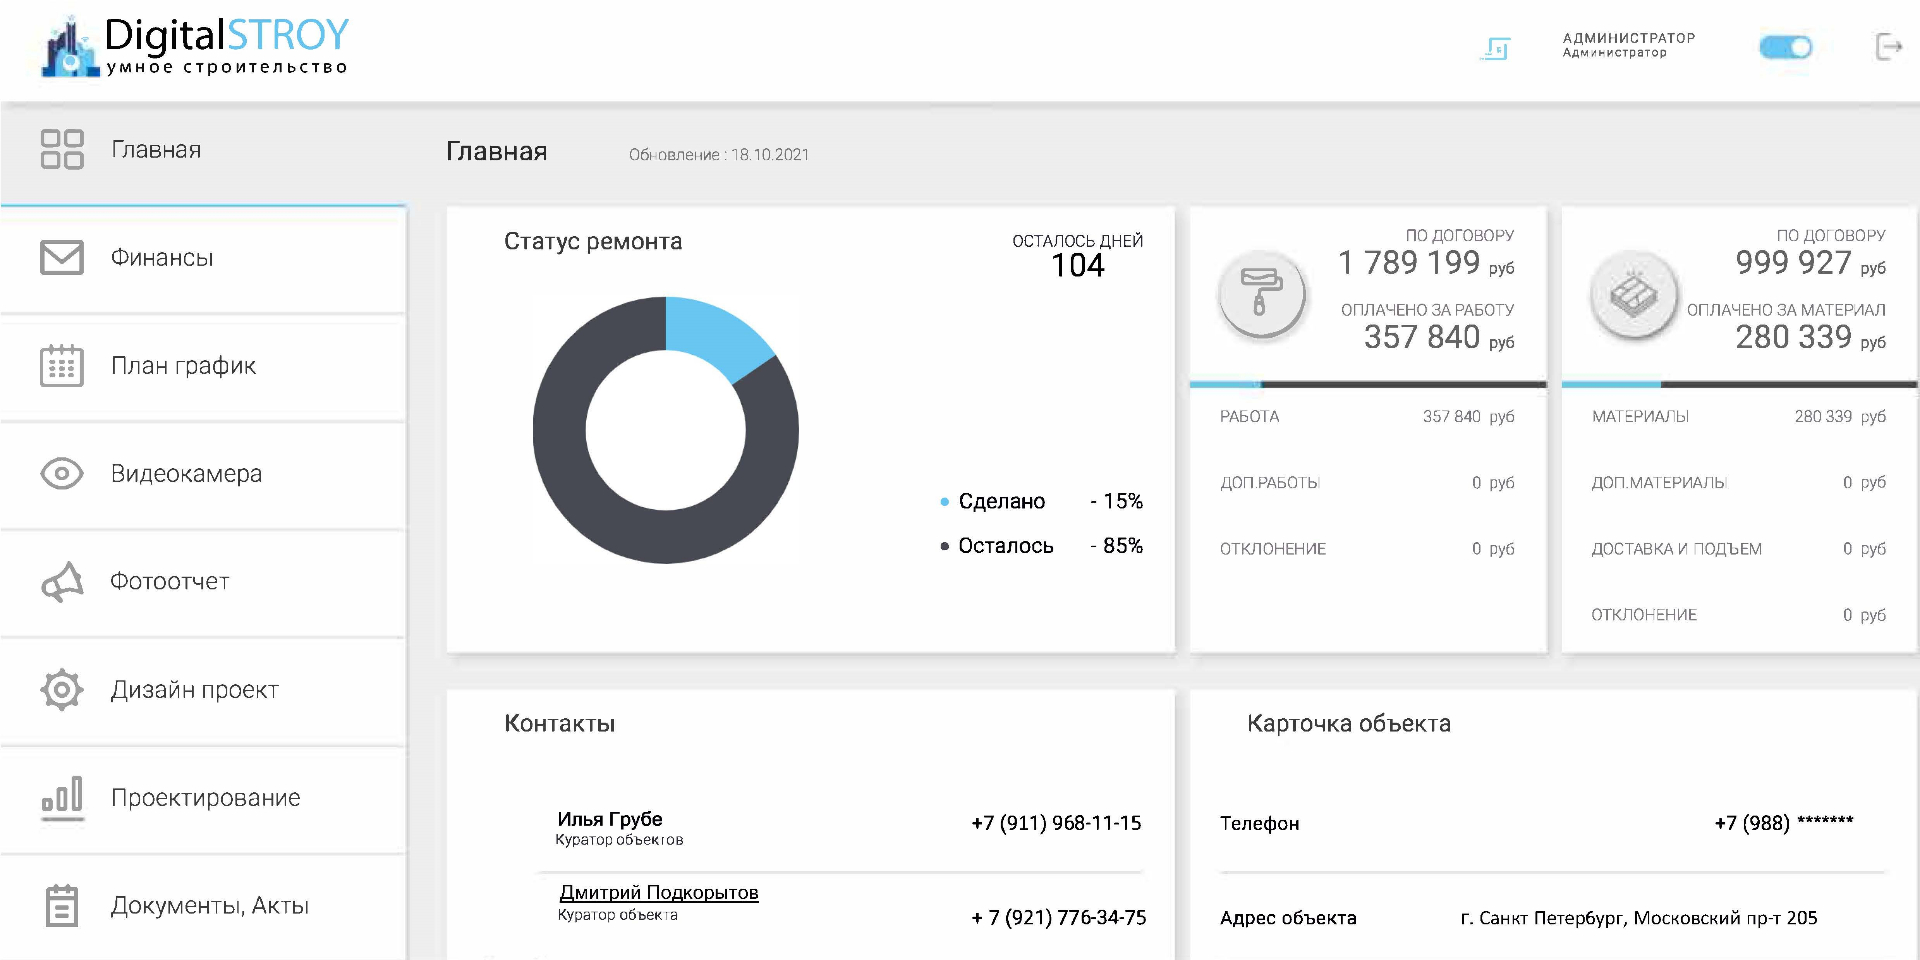 DigitalSTROY
умное строительство
АДМИНИСТРАТОР
Администратор
Главная
Финансы
План график
Видеокамера
Фотоотчет
Дизайн проект
Проектирование
Документы, Акты
Главная
Обновление : 18.10.2021
Статус ремонта
ОСТАЛОСЬ ДНЕЙ
104
Сделано - 15%
Осталось - 85%
ПО ДОГОВОРУ
1 789 199 руб
ОПЛАЧЕНО ЗА РАБОТУ
357 840 руб
РАБОТА 357 840 руб
ДОП.РАБОТЫ 0 руб
ОТКЛОНЕНИЕ 0 руб
ПО ДОГОВОРУ
999 927 руб
ОПЛАЧЕНО ЗА МАТЕРИАЛ
280 339 руб
МАТЕРИАЛЫ 280 339 руб
ДОП.МАТЕРИАЛЫ 0 руб
ДОСТАВКА И ПОДЪЕМ 0 руб
ОТКЛОНЕНИЕ 0 руб
Контакты
Илья Грубе +7 (911) 968-11-15
Куратор объектов
Дмитрий Подкорытов
Куратор объекта + 7 (921) 776-34-75
Карточка объекта
Телефон +7 (988) *******
Адрес объекта г. Санкт Петербург, Московский пр-т 205